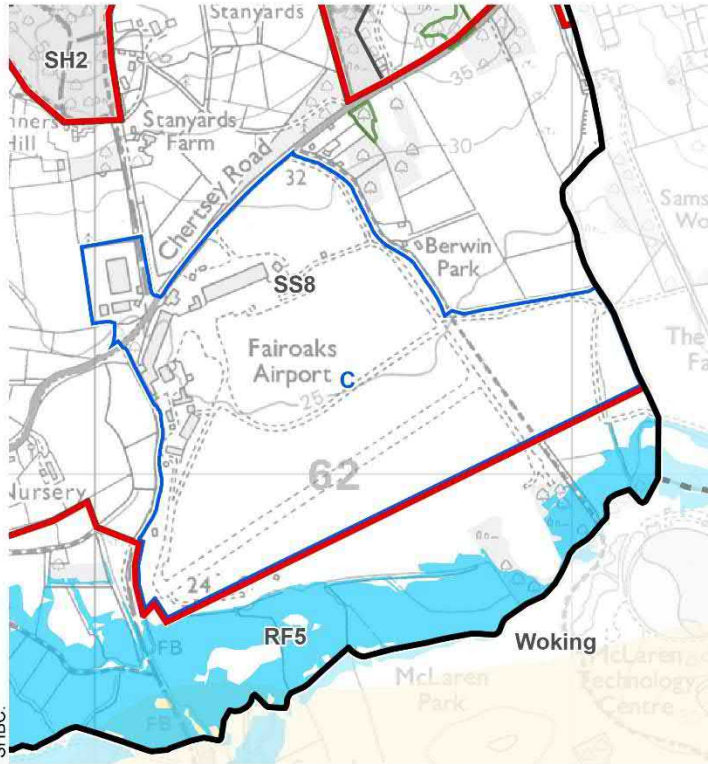 Stanyards
SH2
40
35
Stanyards
Farm
Hill
30
Chertsey Road
32
Berwin
Park
SS8
Fairoaks
Airport
C
25
62
Nursery
24
RF5
FB
Woking
McLaren
Park
McLaren
Technology
Centre
FB
SHBC.